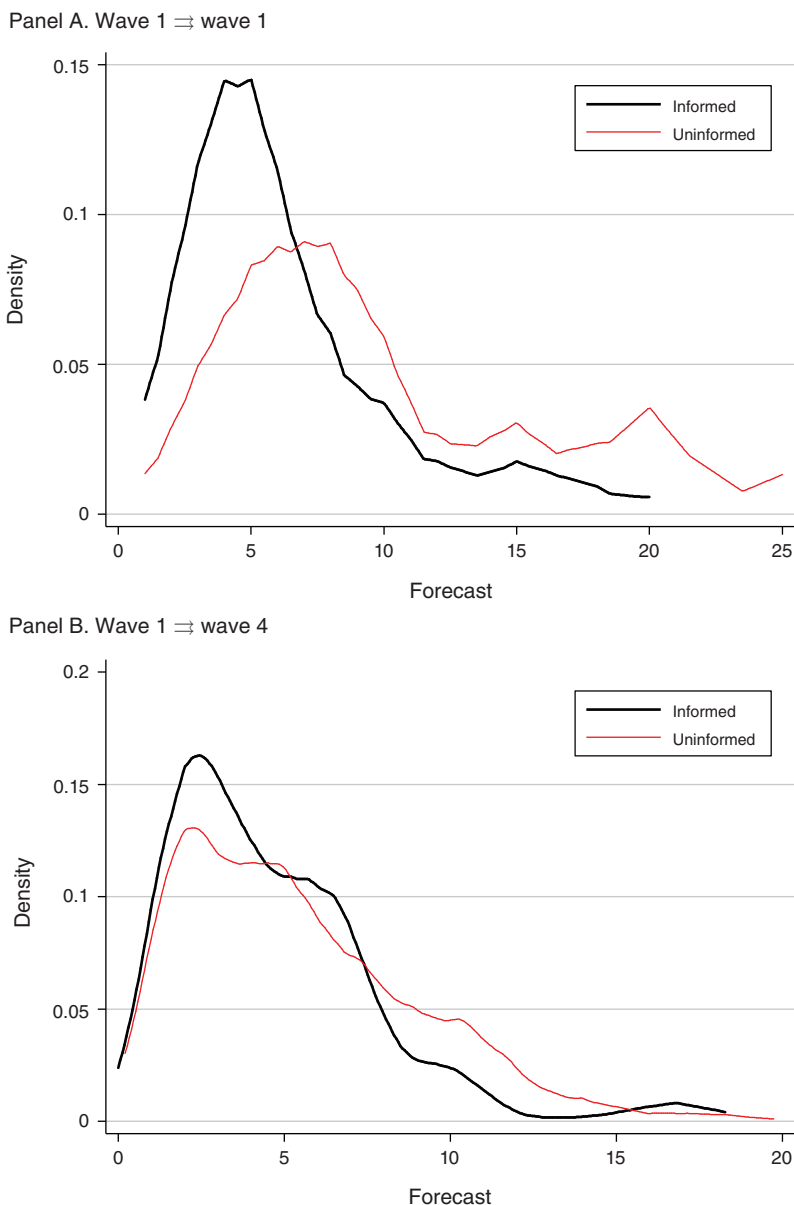 Panel A. Wave 1 ⇉ wave 1
0.15
0.1
0.05
0
Density
Informed
Uninformed
0 5 10 15 20 25
Forecast
Panel B. Wave 1 ⇉ wave 4
0.2
0.15
0.1
0.05
0
Density
Informed
Uninformed
0 5 10 15 20
Forecast